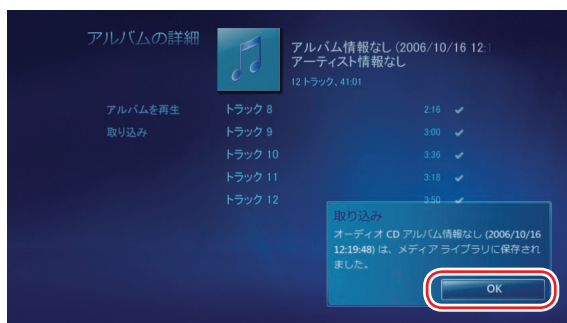 アルバムの詳細
アルバム情報なし (2006/10/16 12:
アーティスト情報なし
12 トラック、41:01
アルバムを再生
取り込み
トラック 8 2:16
トラック 9 3:00
トラック 10 3:36
トラック 11 3:18
トラック 12 3:50
取り込み
オーディオ CD アルバム情報なし (2006/10/16
12:19:48) は、メディア ライブラリに保存され
ました。
OK